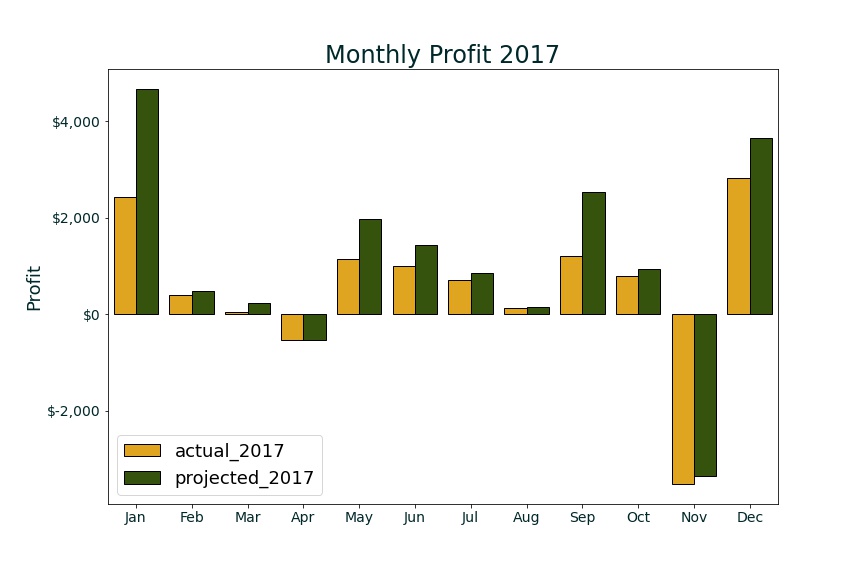 Monthly Profit 2017
$4,000
$2,000
$0
$-2,000
Profit
actual_2017
projected_2017
Jan Feb Mar Apr May Jun Jul Aug Sep Oct Nov Dec